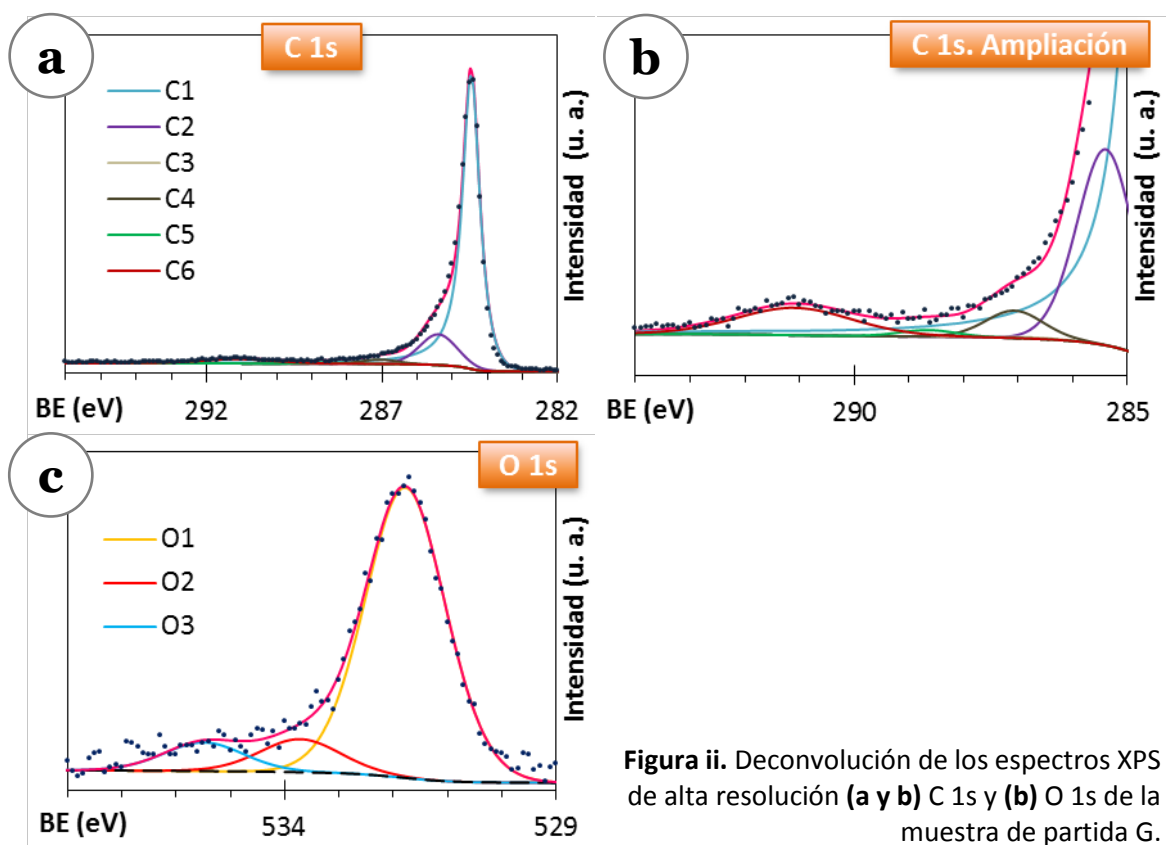 a
C 1s
C1
C2
C3
C4
C5
C6
Intensidad (u. a.)
BE (eV)
292
287
282
b
C 1s. Ampliación
Intensidad (u. a.)
BE (eV)
290
285
c
O 1s
O1
O2
O3
Intensidad (u. a.)
BE (eV)
534
529
Figura ii. Deconvolución de los espectros XPS
de alta resolución (a y b) C 1s y (b) O 1s de la
muestra de partida G.